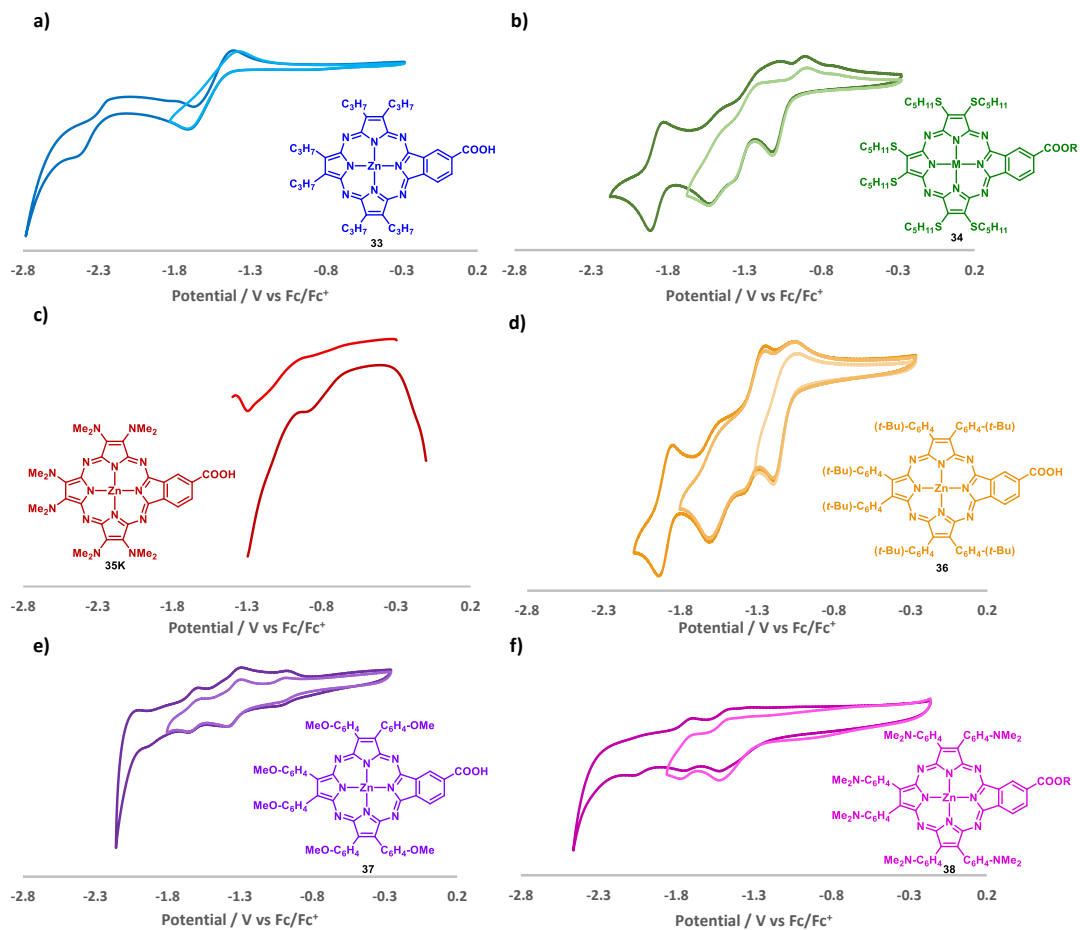 a)
C3H7
C3H7
C3H7
C3H7
C3H7
C3H7
N
N
N
N
N
N
N
N
Zn
COOH
33
-2.8 -2.3 -1.8 -1.3 -0.8 -0.3 0.2
Potential / V vs Fc/Fc+
b)
C5H11S
SC5H11
C5H11S
C5H11S
C5H11S
SC5H11
N
N
N
N
N
N
N
N
M
COOR
34
-2.8 -2.3 -1.8 -1.3 -0.8 -0.3 0.2
Potential / V vs Fc/Fc+
c)
Me2N
NMe2
Me2N
Me2N
Me2N
NMe2
N
N
N
N
N
N
N
N
Zn
COOH
35K
-2.8 -2.3 -1.8 -1.3 -0.8 -0.3 0.2
Potential / V vs Fc/Fc+
d)
(t-Bu)-C6H4
C6H4-(t-Bu)
(t-Bu)-C6H4
(t-Bu)-C6H4
(t-Bu)-C6H4
C6H4-(t-Bu)
N
N
N
N
N
N
N
N
Zn
COOH
36
-2.8 -2.3 -1.8 -1.3 -0.8 -0.3 0.2
Potential / V vs Fc/Fc+
e)
MeO-C6H4
C6H4-OMe
MeO-C6H4
MeO-C6H4
MeO-C6H4
C6H4-OMe
N
N
N
N
N
N
N
N
Zn
COOH
37
-2.8 -2.3 -1.8 -1.3 -0.8 -0.3 0.2
Potential / V vs Fc/Fc+
f)
Me2N-C6H4
C6H4-NMe2
Me2N-C6H4
Me2N-C6H4
Me2N-C6H4
C6H4-NMe2
N
N
N
N
N
N
N
N
Zn
COOR
38
-2.8 -2.3 -1.8 -1.3 -0.8 -0.3 0.2
Potential / V vs Fc/Fc+